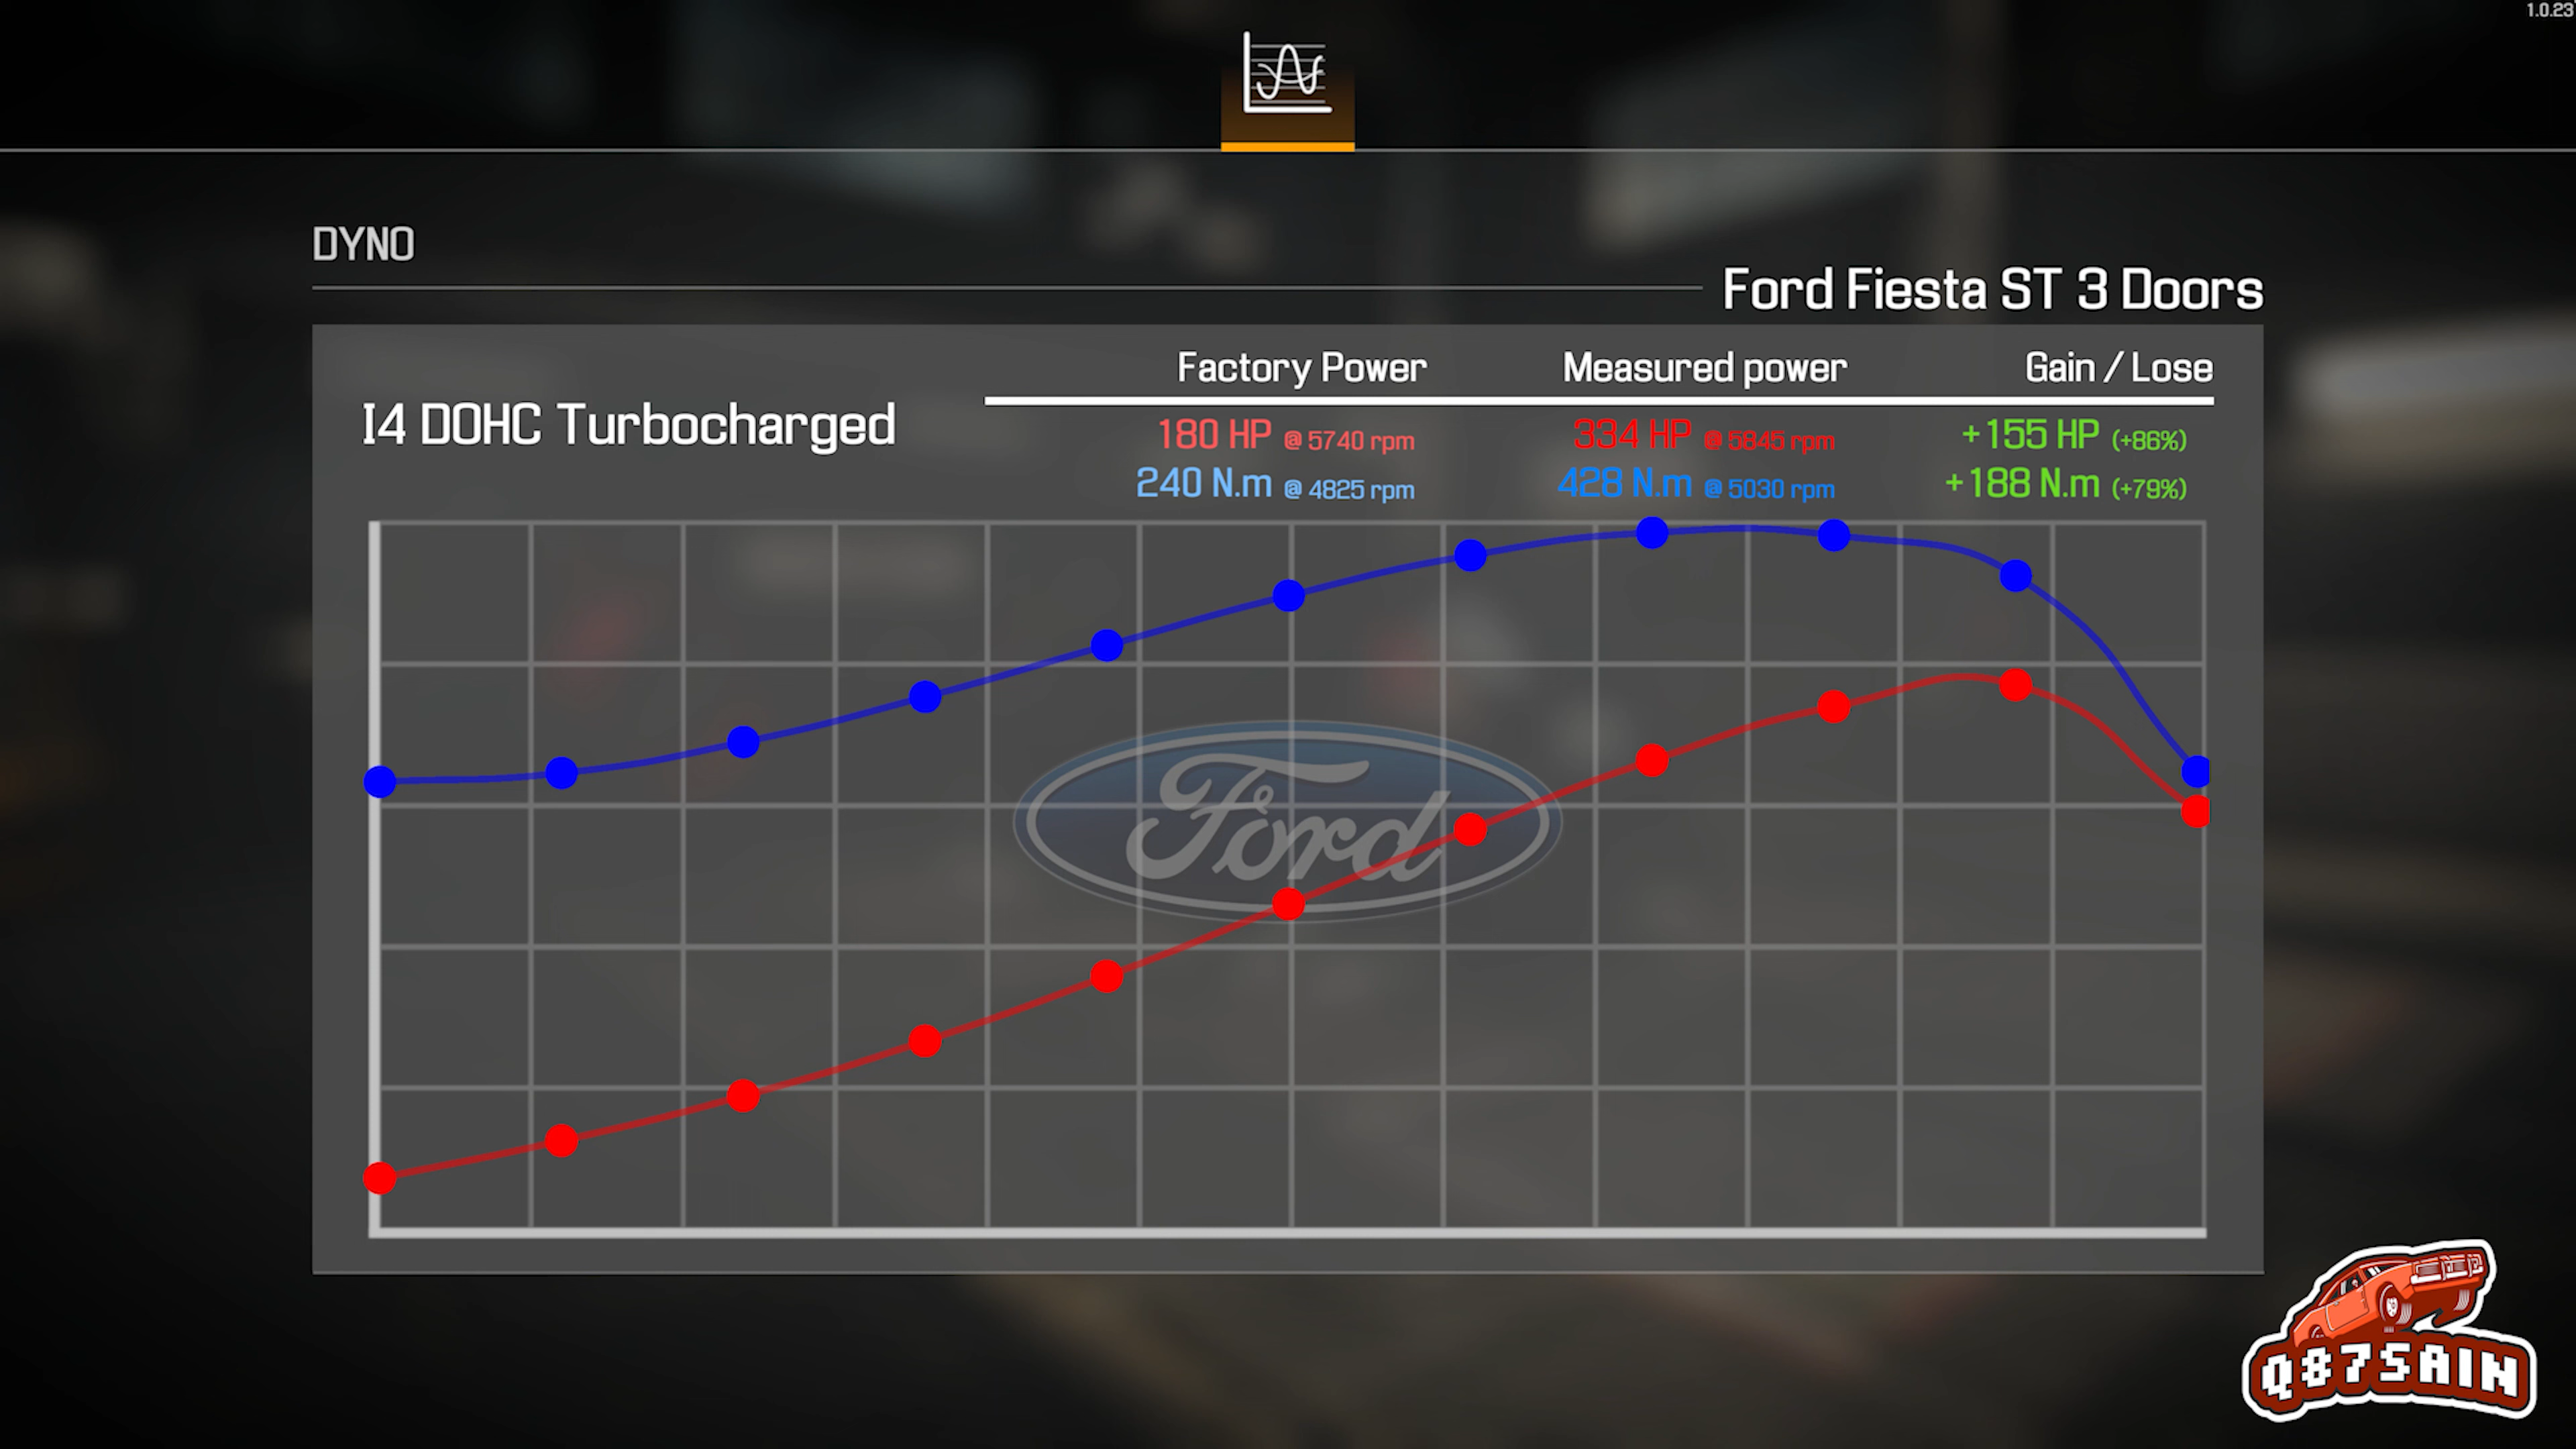 1.0.23
DYNO
Ford Fiesta ST 3 Doors
Factory Power Measured power Gain / Lose
I4 DOHC Turbocharged
180 HP @ 5740 rpm 334 HP @ 5845 rpm +155 HP (+86%)
240 N.m @ 4825 rpm 428 N.m @ 5030 rpm +188 N.m (+79%)
Ford
Q87SAIN